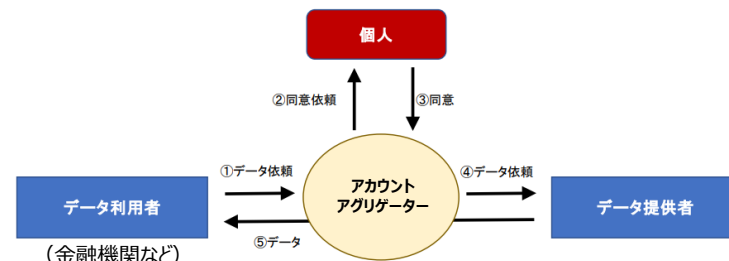 個人
②同意依頼
③同意
①データ依頼
④データ依頼
アカウント
アグリゲーター
データ利用者
データ提供者
⑤データ
(金融機関など)